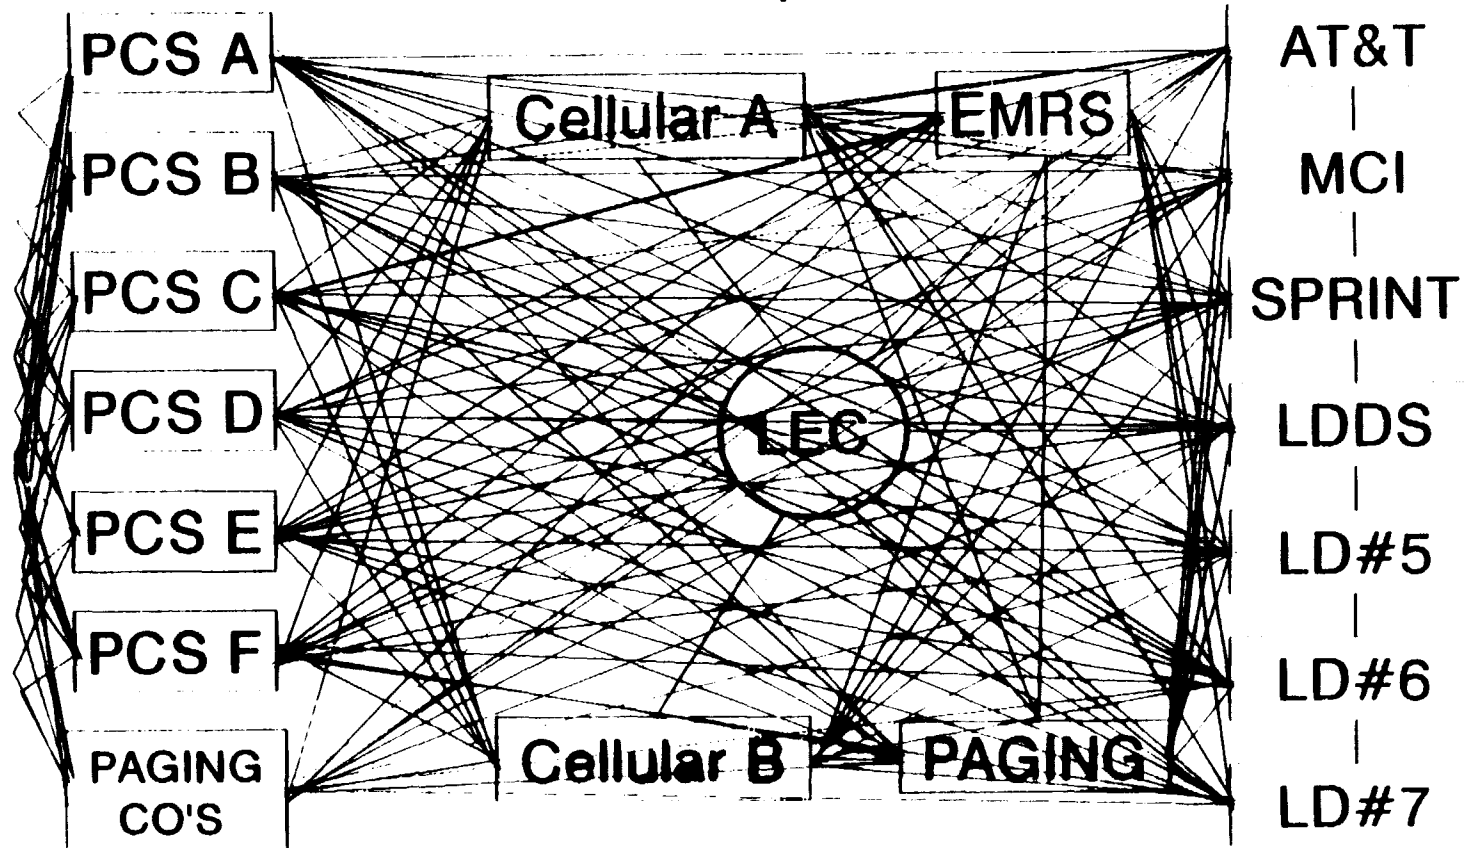 PCS A
PCS B
PCS C
PCS D
PCS E
PCS F
PAGING
CO'S
Cellular A
EMRS
LEC
Cellular B
PAGING
AT&T
MCI
SPRINT
LDDS
LD#5
LD#6
LD#7